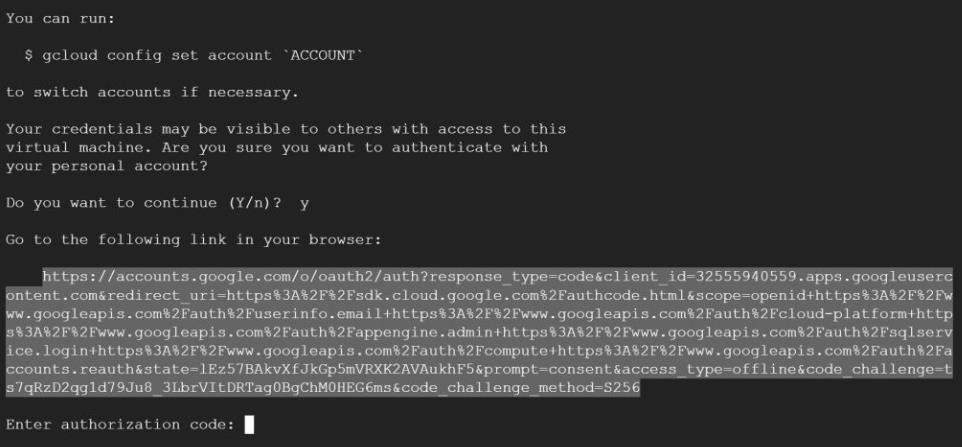 You can run:
$ gcloud config set account `ACCOUNT`
to switch accounts if necessary.
Your credentials may be visible to others with access to this
virtual machine. Are you sure you want to authenticate with
your personal account?
Do you want to continue (Y/n)?  y
Go to the following link in your browser:
https://accounts.google.com/o/oauth2/auth?response_type=code&client_id=32555940559.apps.googleuserc
ontent.com&redirect_uri=https%3A%2F%2Fsdk.cloud.google.com%2Fauthcode.html&scope=openid+https%3A%2F%2Fw
ww.googleapis.com%2Fauth%2Fuserinfo.email+https%3A%2F%2Fwww.googleapis.com%2Fauth%2Fcloud-platform+http
s%3A%2F%2Fwww.googleapis.com%2Fauth%2Fappengine.admin+https%3A%2F%2Fwww.googleapis.com%2Fauth%2Fsqlserv
ice.login+https%3A%2F%2Fwww.googleapis.com%2Fauth%2Fcompute+https%3A%2F%2Fwww.googleapis.com%2Fauth%2Fa
ccounts.reauth&state=lEz57BAkvXfJkGp5mVRXK2AVAukhF5&prompt=consent&access_type=offline&code_challenge=t
s7qRzD2qg1d79Ju8_3LbrVItDRTag0BgChM0HEG6ms&code_challenge_method=S256
Enter authorization code: